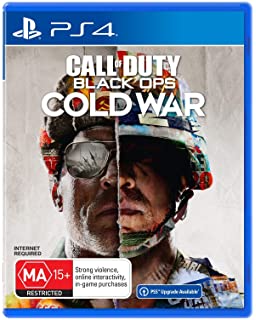 PS4
CALL OF DUTY
BLACK OPS
COLD WAR
INTERNET
REQUIRED
MA 15+
RESTRICTED
Strong violence,
online interactivity,
in-game purchases
PS5™ Upgrade Available